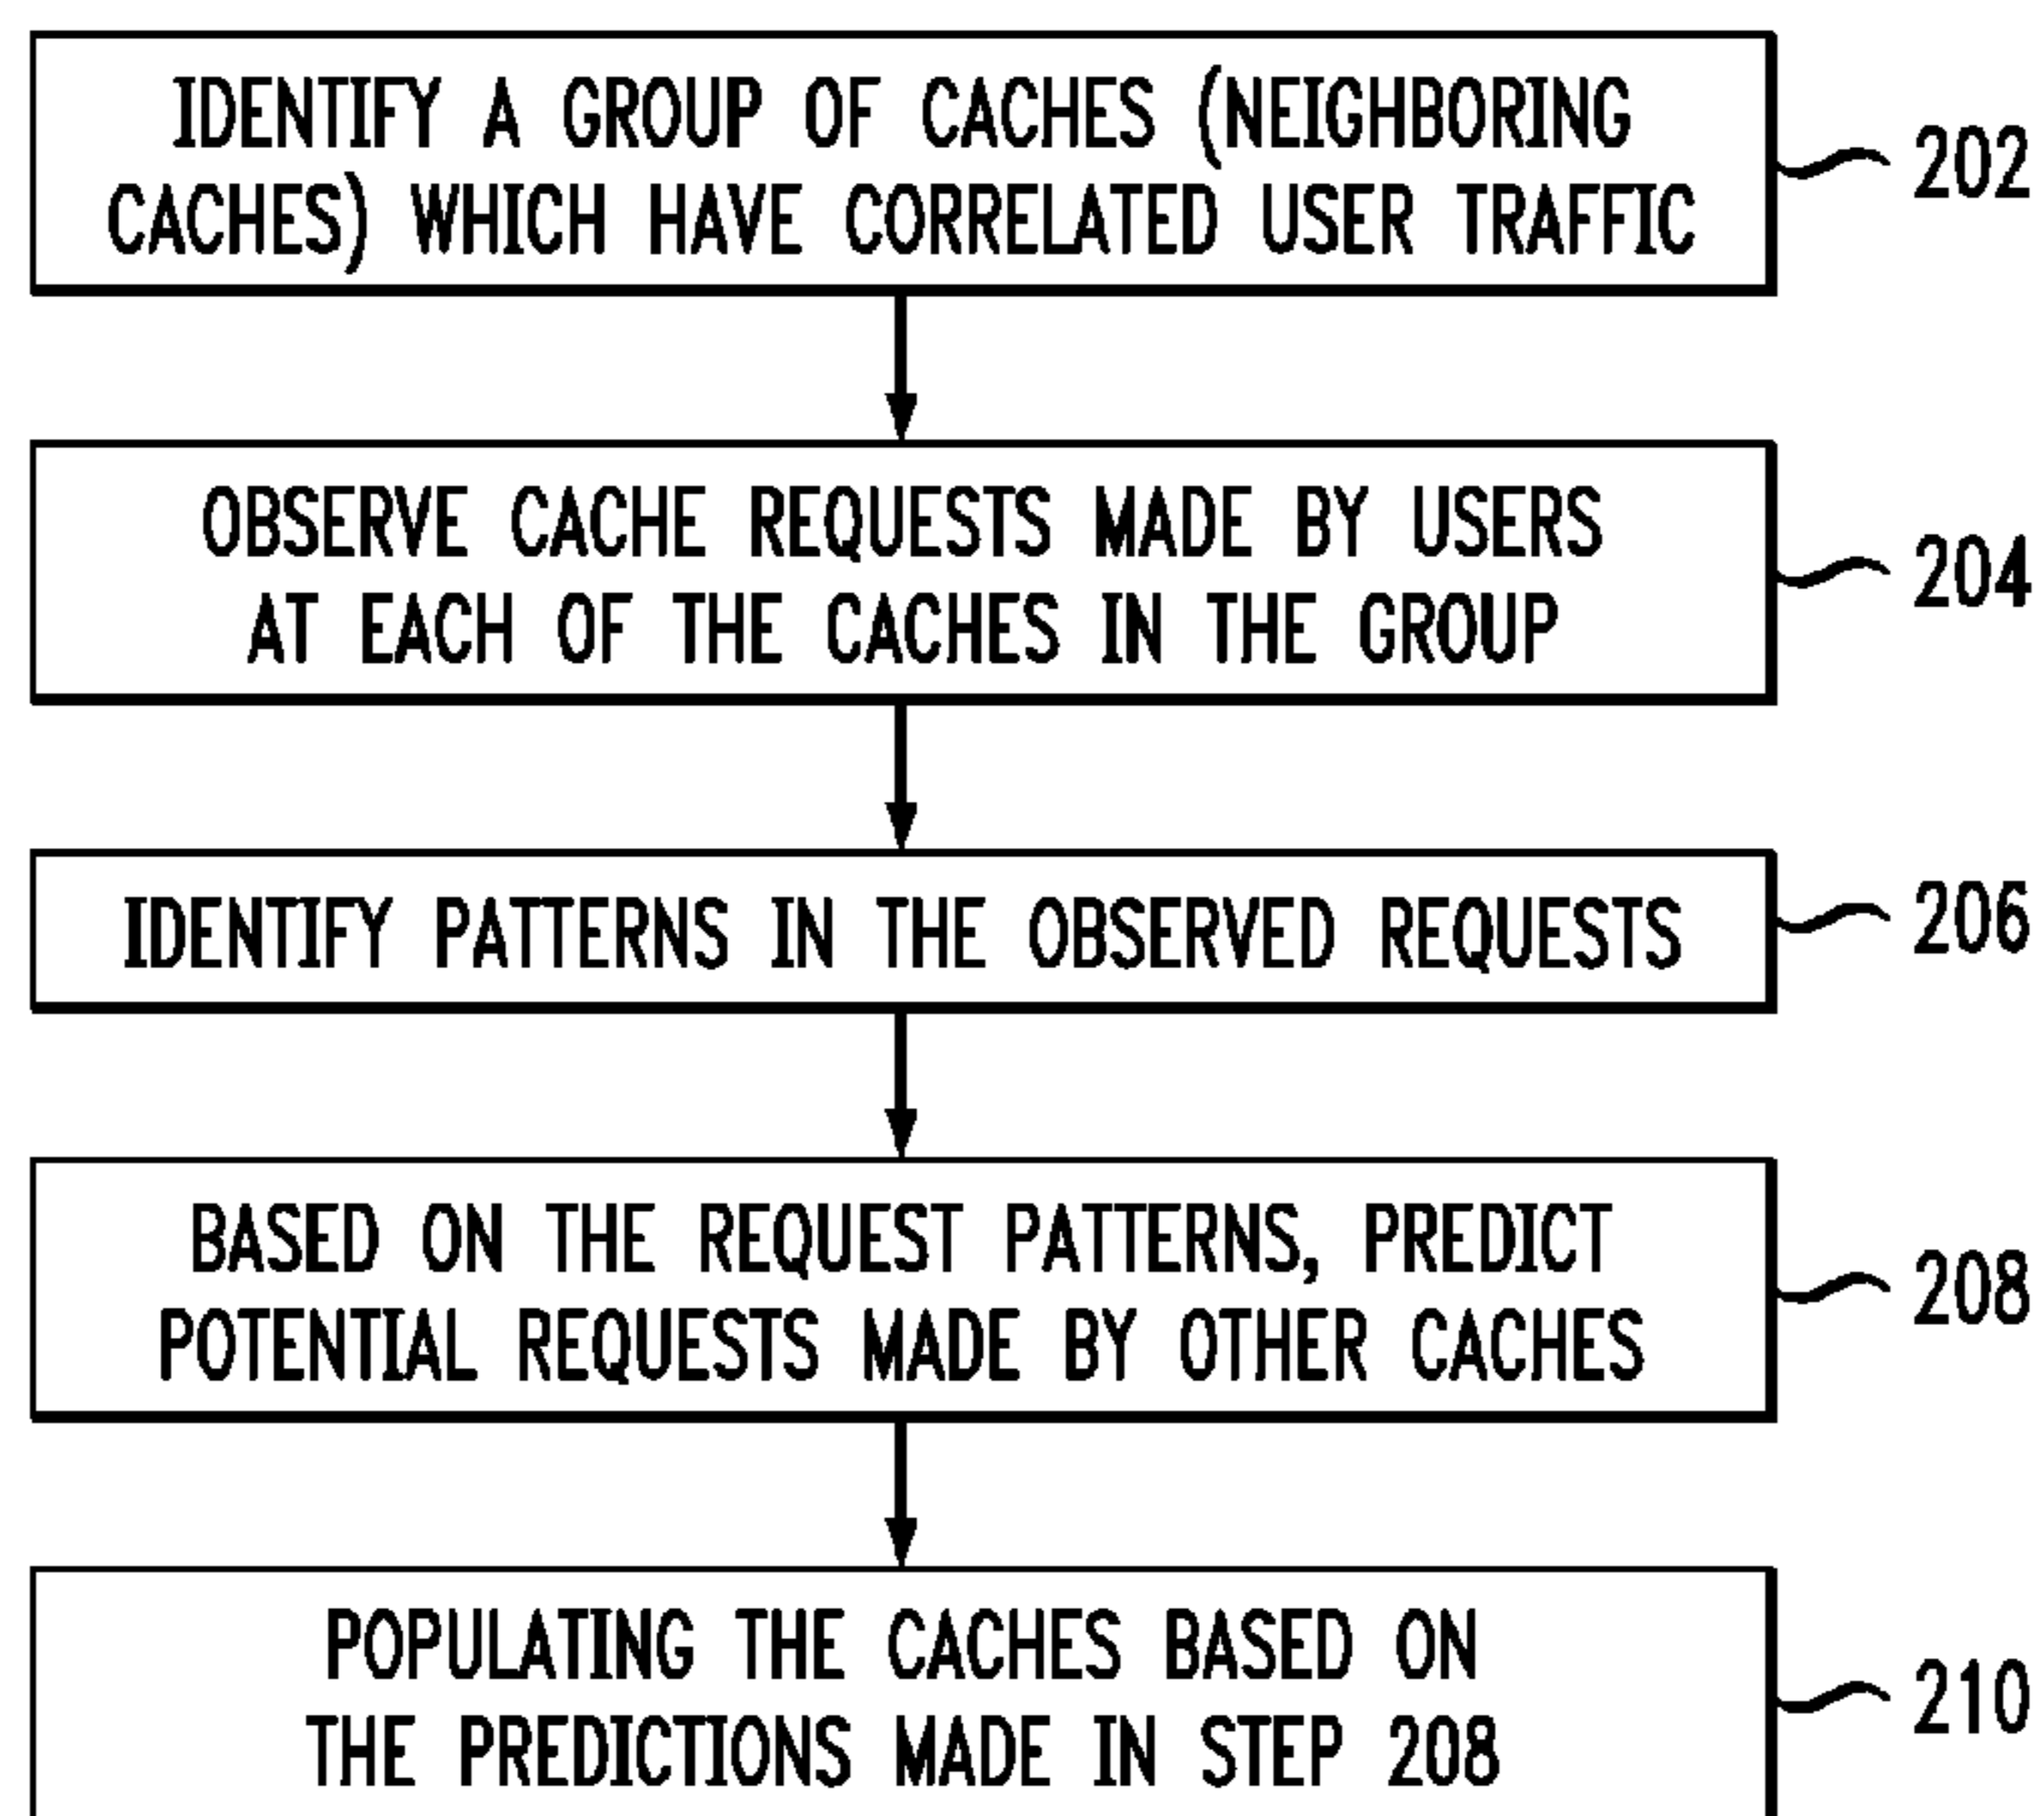 IDENTIFY A GROUP OF CACHES (NEIGHBORING
CACHES) WHICH HAVE CORRELATED USER TRAFFIC
202
OBSERVE CACHE REQUESTS MADE BY USERS
AT EACH OF THE CACHES IN THE GROUP
204
IDENTIFY PATTERNS IN THE OBSERVED REQUESTS
206
BASED ON THE REQUEST PATTERNS, PREDICT
POTENTIAL REQUESTS MADE BY OTHER CACHES
208
POPULATING THE CACHES BASED ON
THE PREDICTIONS MADE IN STEP 208
210